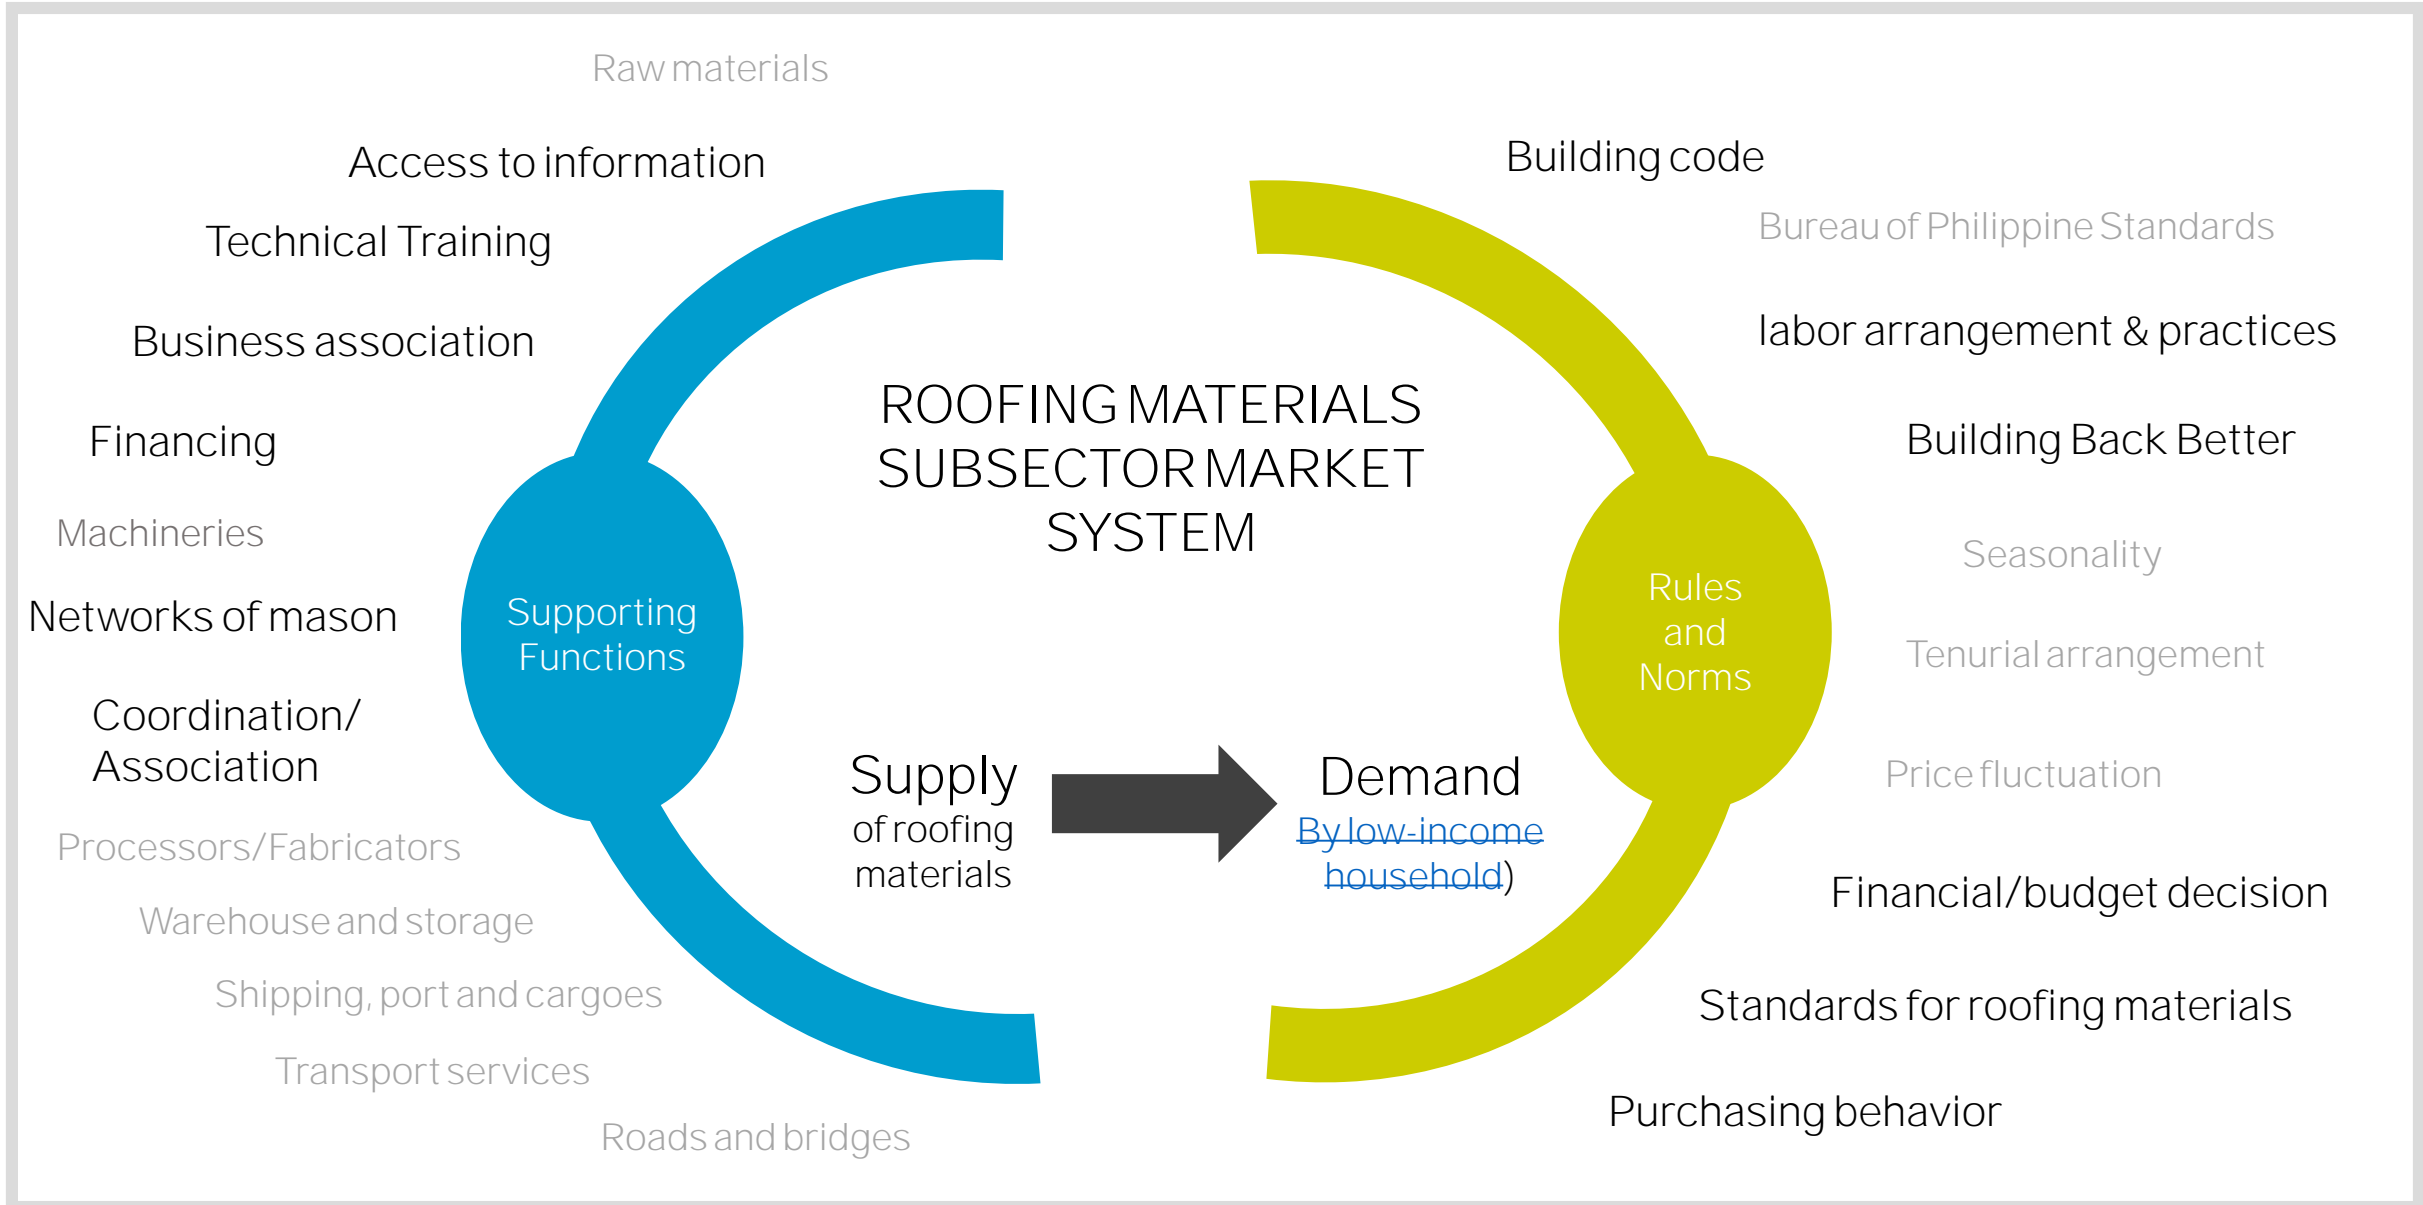 Raw materials
Access to information
Technical Training
Business association
Financing
Machineries
Networks of mason
Coordination/
Association
Processors/Fabricators
Warehouse and storage
Shipping, port and cargoes
Transport services
Roads and bridges
Supporting
Functions
ROOFING MATERIALS
SUBSECTOR MARKET
SYSTEM
Supply
of roofing
materials
Demand
By low-income
household)
Rules
and
Norms
Building code
Bureau of Philippine Standards
labor arrangement & practices
Building Back Better
Seasonality
Tenurial arrangement
Price fluctuation
Financial/budget decision
Standards for roofing materials
Purchasing behavior